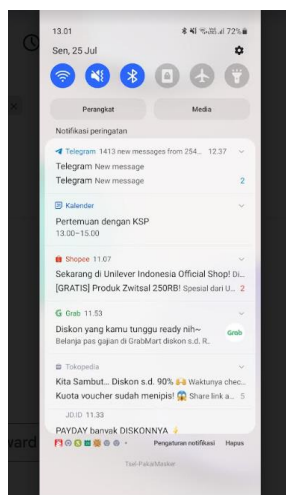 13.01 72%
Sen, 25 Jul
Perangkat Media
Notifikasi peringatan
Telegram 1413 new messages from 254... 12.37
Telegram New message
Telegram New message 2
Kalender
Pertemuan dengan KSP
13.00–15.00
Shopee 11.07
Sekarang di Unilever Indonesia Official Shop! Di...
[GRATIS] Produk Zwitsal 250RB! Spesial dari U... 2
Grab 11.53
Diskon yang kamu tunggu ready nih~ Grab
Belanja pas gajian di GrabMart diskon s.d. R..
Tokopedia
Kita Sambut... Diskon s.d. 90% 🙌 Waktunya chec..
Kuota voucher sudah menipis! 😱 Share link a... 5
JD.ID 11.33
PAYDAY banyak DISKONNYA ⚡
Pengaturan notifikasi Hapus
Tsel-PakaiMasker
ward